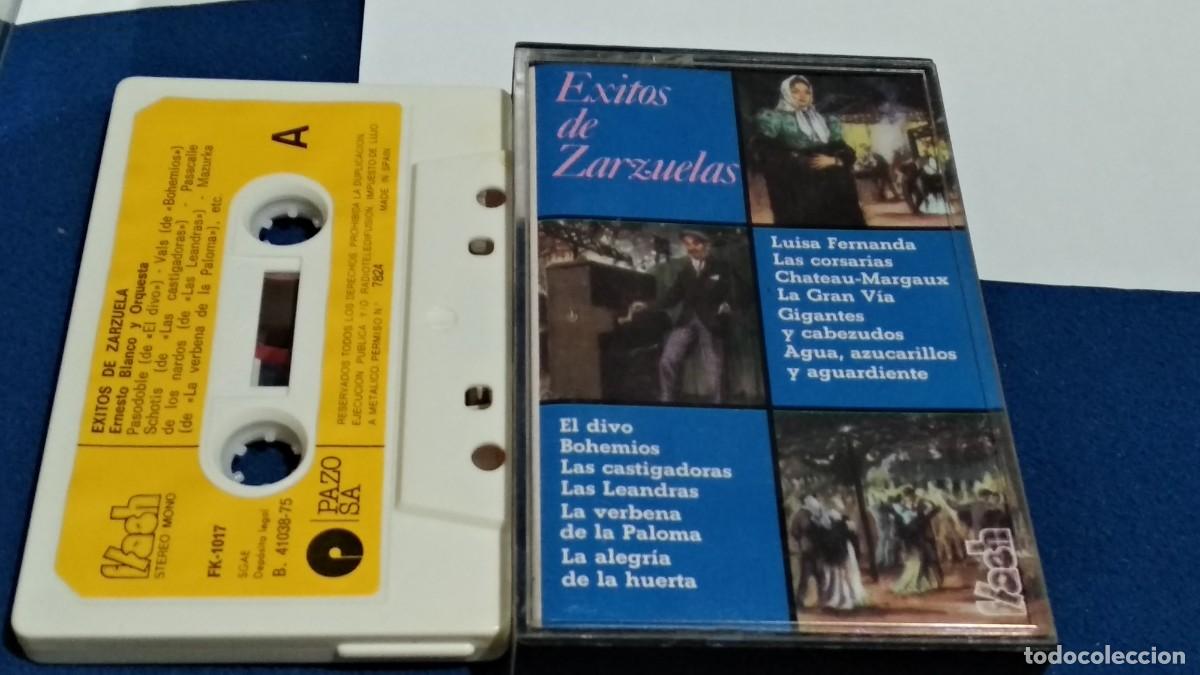 EXITOS DE ZARZUELA
Ernesto Blanco y Orquesta
Pasodoble (de «El divo») - Vals (de «Bohemios»)
Schotis (de «Las castigadoras») - Pasacalle
de los nardos (de «Las Leandras») - Mazurka
(de «La verbena de la Paloma»), etc.
A
Flash
STEREO MONO
FK-1017
SGAE
Depósito legal
B. 41038-75
PAZO
SA
RESERVADOS TODOS LOS DERECHOS. PROHIBIDA LA DUPLICACION
EJECUCION PUBLICA Y/O RADIOTELEDIFUSION. IMPUESTO DE LUJO
A METALICO PERMISO N.° 7824
MADE IN SPAIN
Exitos
de
Zarzuelas
Luisa Fernanda
Las corsarias
Chateau-Margaux
La Gran Vía
Gigantes
y cabezudos
Agua, azucarillos
y aguardiente
El divo
Bohemios
Las castigadoras
Las Leandras
La verbena
de la Paloma
La alegría
de la huerta
Flash
todocoleccion